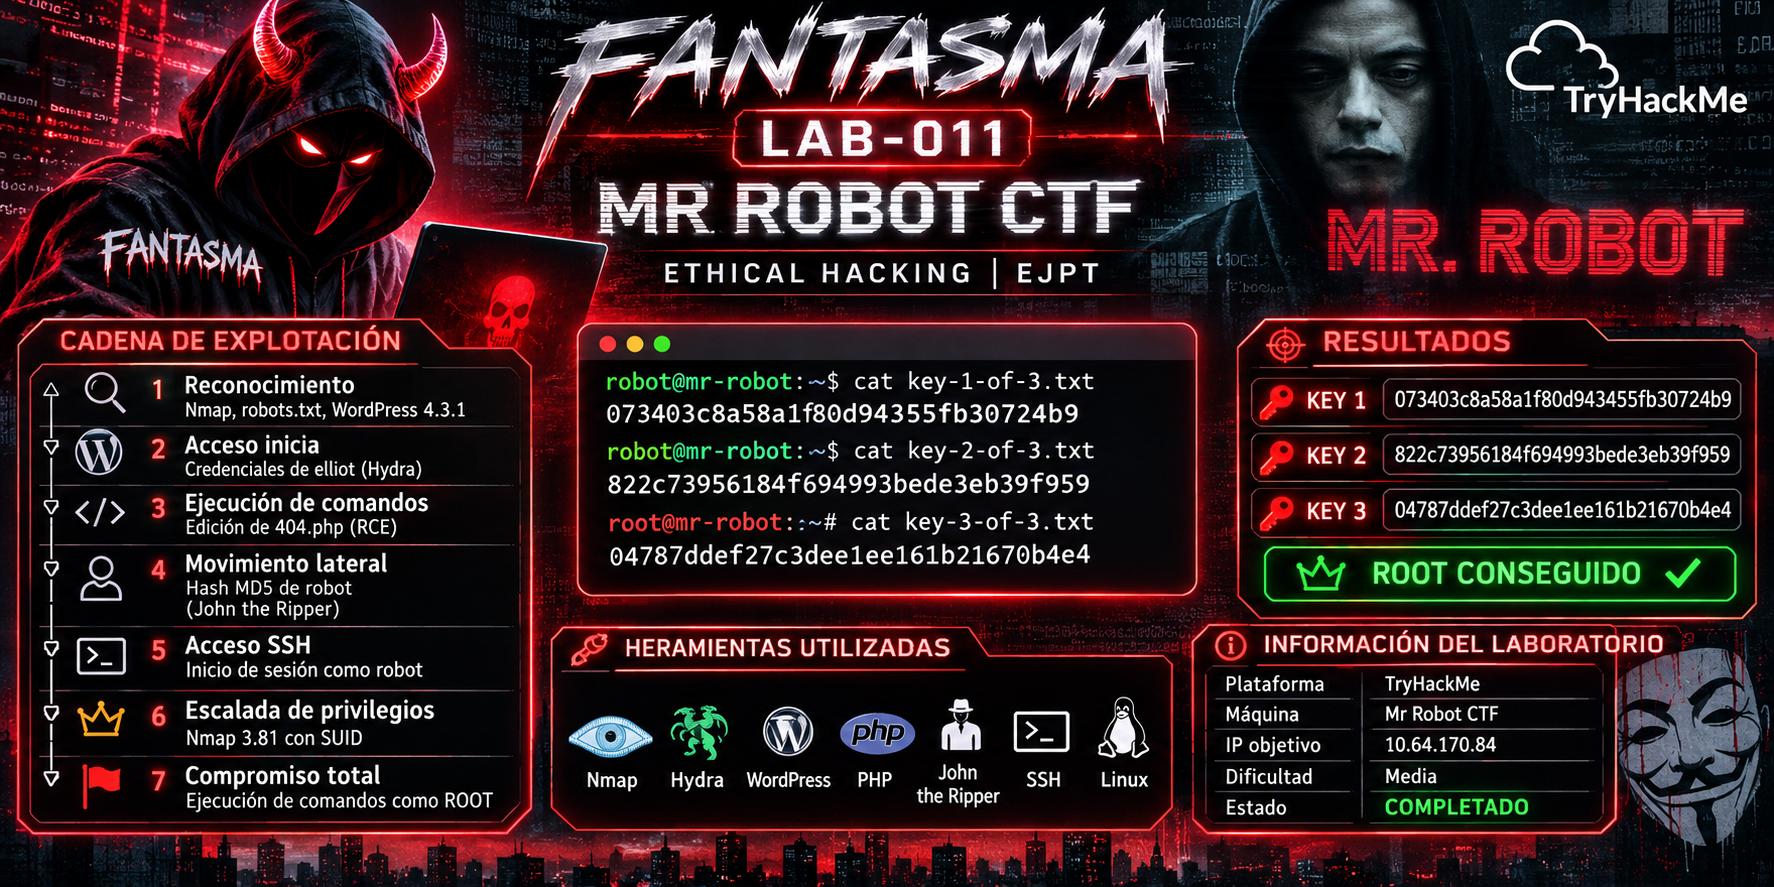 FANTASMA
LAB-011
MR ROBOT CTF
ETHICAL HACKING | EJPT
TryHackMe
MR. ROBOT
FANTASMA
CADENA DE EXPLOTACIÓN
1 Reconocimiento
Nmap, robots.txt, WordPress 4.3.1
2 Acceso inicia
Credenciales de elliot (Hydra)
</>
3 Ejecución de comandos
Edición de 404.php (RCE)
4 Movimiento lateral
Hash MD5 de robot
(John the Ripper)
5 Acceso SSH
Inicio de sesión como robot
6 Escalada de privilegios
Nmap 3.81 con SUID
7 Compromiso total
Ejecución de comandos como ROOT
robot@mr-robot:~$ cat key-1-of-3.txt
073403c8a58a1f80d94355fb30724b9
robot@mr-robot:~$ cat key-2-of-3.txt
822c73956184f694993bede3eb39f959
root@mr-robot::~# cat key-3-of-3.txt
04787ddef27c3dee1ee161b21670b4e4
HERAMIENTAS UTILIZADAS
Nmap
Hydra
WordPress
php
PHP
John
the Ripper
>_
SSH
Linux
RESULTADOS
KEY 1 073403c8a58a1f80d943455fb30724b9
KEY 2 822c73956184f694993bede3eb39f959
KEY 3 04787ddef27c3dee1ee161b21670b4e4
ROOT CONSEGUIDO
INFORMACIÓN DEL LABORATORIO
Plataforma TryHackMe
Máquina Mr Robot CTF
IP objetivo 10.64.170.84
Dificultad Media
Estado COMPLETADO